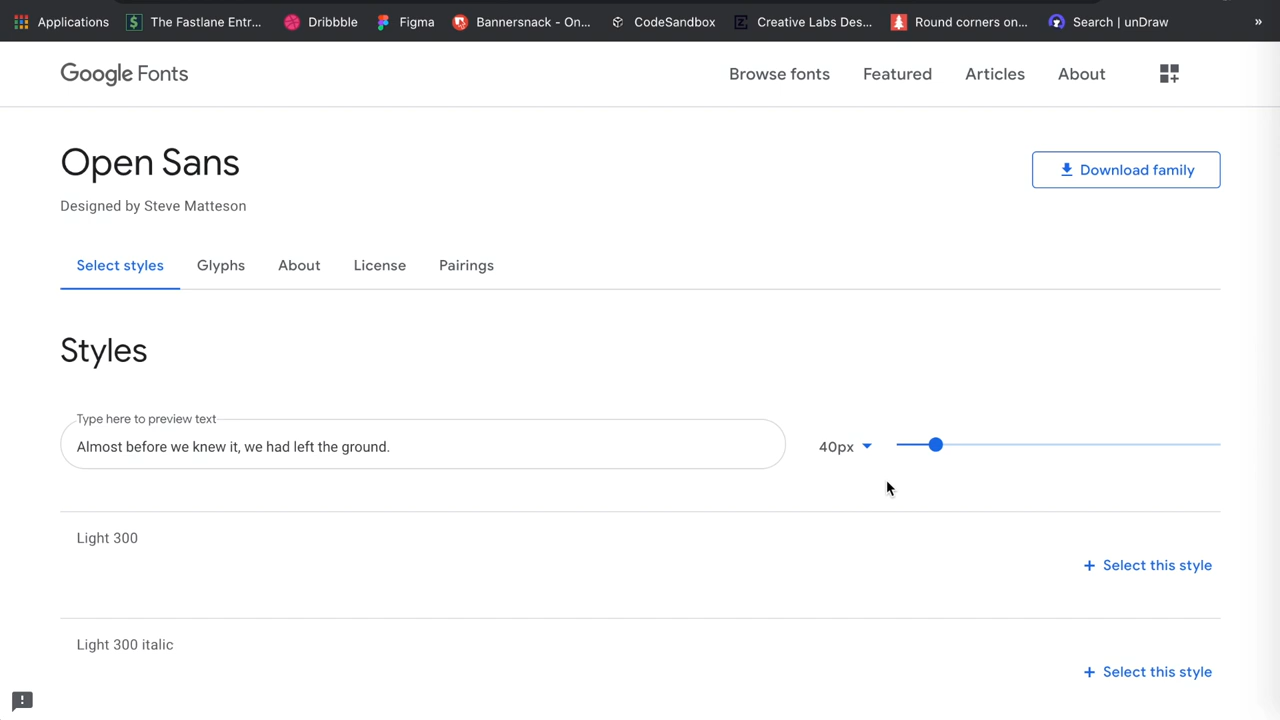 Applications The Fastlane Entr... Dribbble Figma Bannersnack - On... CodeSandbox Creative Labs Des... Round corners on... Search | unDraw »
Google Fonts Browse fonts Featured Articles About
Open Sans
Download family
Designed by Steve Matteson
Select styles Glyphs About License Pairings
Styles
Type here to preview text
Almost before we knew it, we had left the ground. 40px
Light 300
+ Select this style
Light 300 italic
+ Select this style